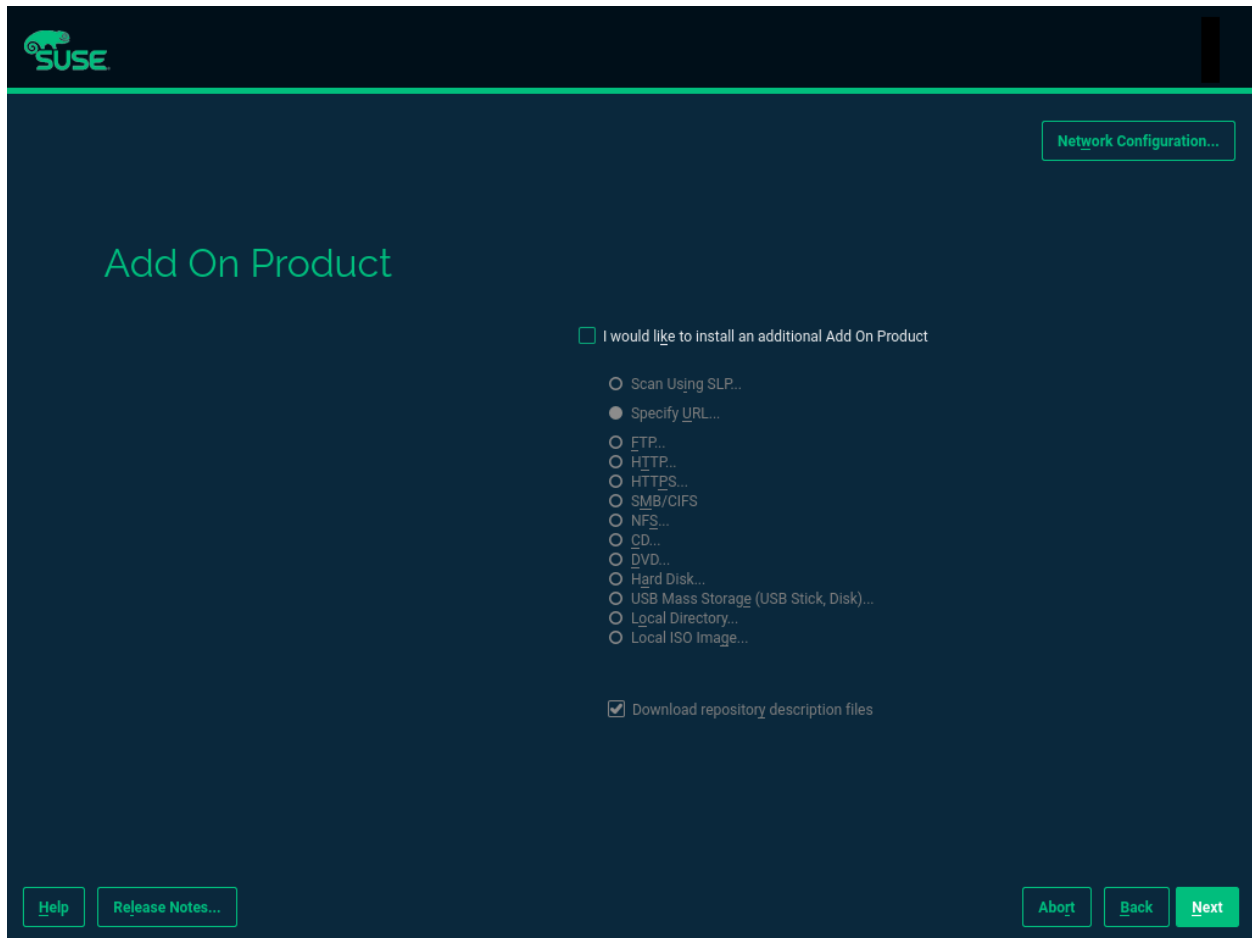 SUSE
Network Configuration...
Add On Product
I would like to install an additional Add On Product
Scan Using SLP...
Specify URL...
FTP...
HTTP...
HTTPS...
SMB/CIFS
NFS...
CD...
DVD...
Hard Disk...
USB Mass Storage (USB Stick, Disk)...
Local Directory...
Local ISO Image...
Download repository description files
Help Release Notes... Abort Back Next